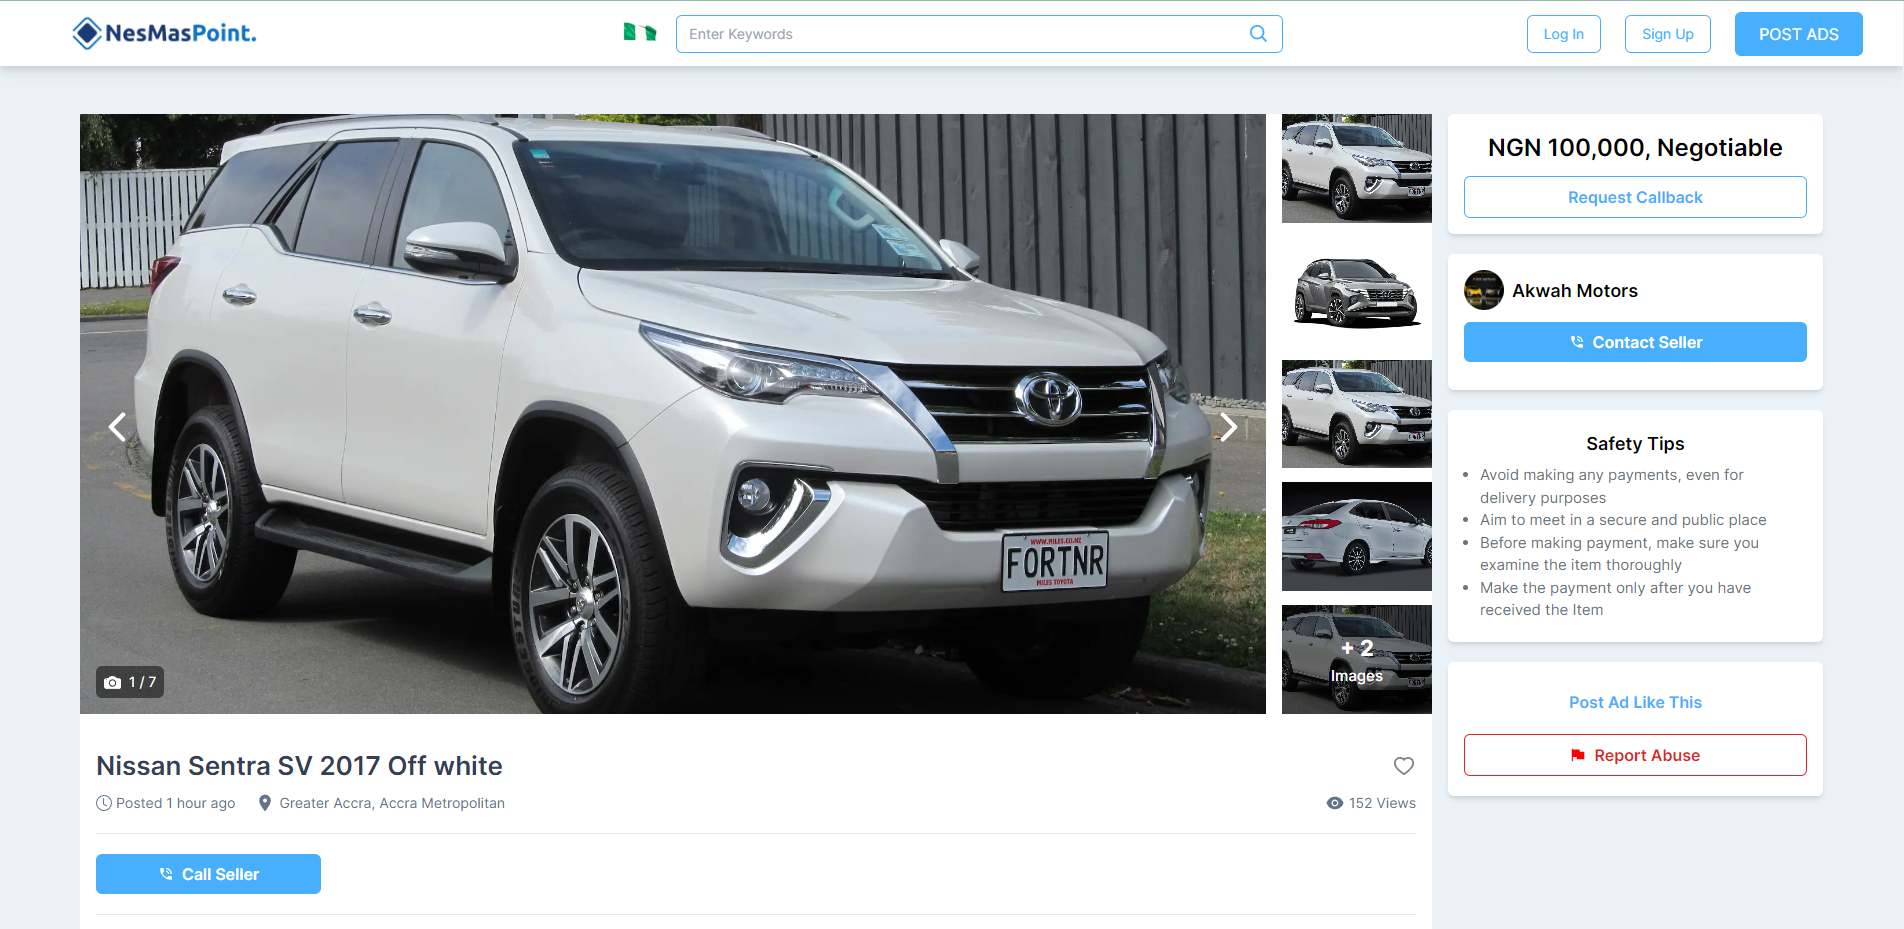 NesMasPoint.
Enter Keywords
Log In
Sign Up
POST ADS
WWW.MILES.CO.NZ
FORTNR
MILES TOYOTA
1 / 7
+ 2
Images
NGN 100,000, Negotiable
Request Callback
Akwah Motors
Contact Seller
Safety Tips
• Avoid making any payments, even for
delivery purposes
• Aim to meet in a secure and public place
• Before making payment, make sure you
examine the item thoroughly
• Make the payment only after you have
received the Item
Post Ad Like This
Report Abuse
Nissan Sentra SV 2017 Off white
Posted 1 hour ago
Greater Accra, Accra Metropolitan
152 Views
Call Seller